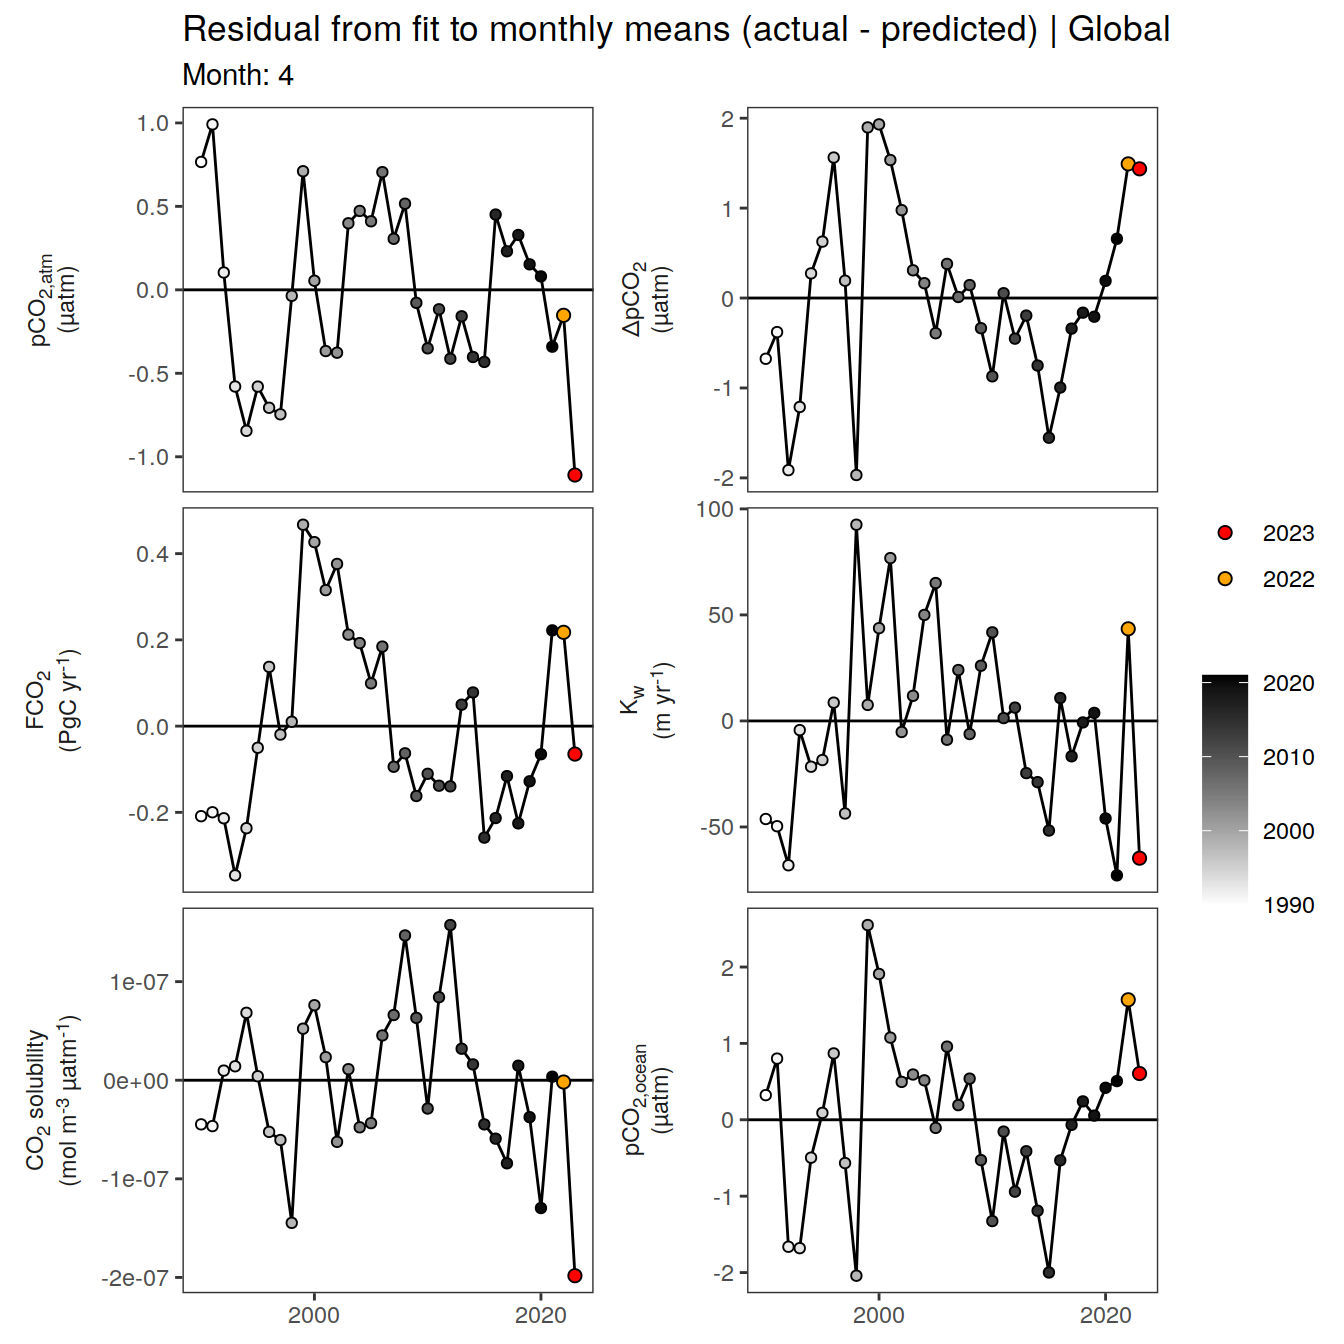 Residual from fit to monthly means (actual - predicted) | Global
Month: 4
pCO2,atm
(µatm)
1.0
0.5
0.0
-0.5
-1.0
ΔpCO2
(µatm)
2
1
0
-1
-2
FCO2
(PgC yr-1)
0.4
0.2
0.0
-0.2
Kw
(m yr-1)
100
50
0
-50
CO2 solubility
(mol m-3 µatm-1)
1e-07
0e+00
-1e-07
-2e-07
2000
2020
pCO2,ocean
(µatm)
2
1
0
-1
-2
2000
2020
2023
2022
2020
2010
2000
1990